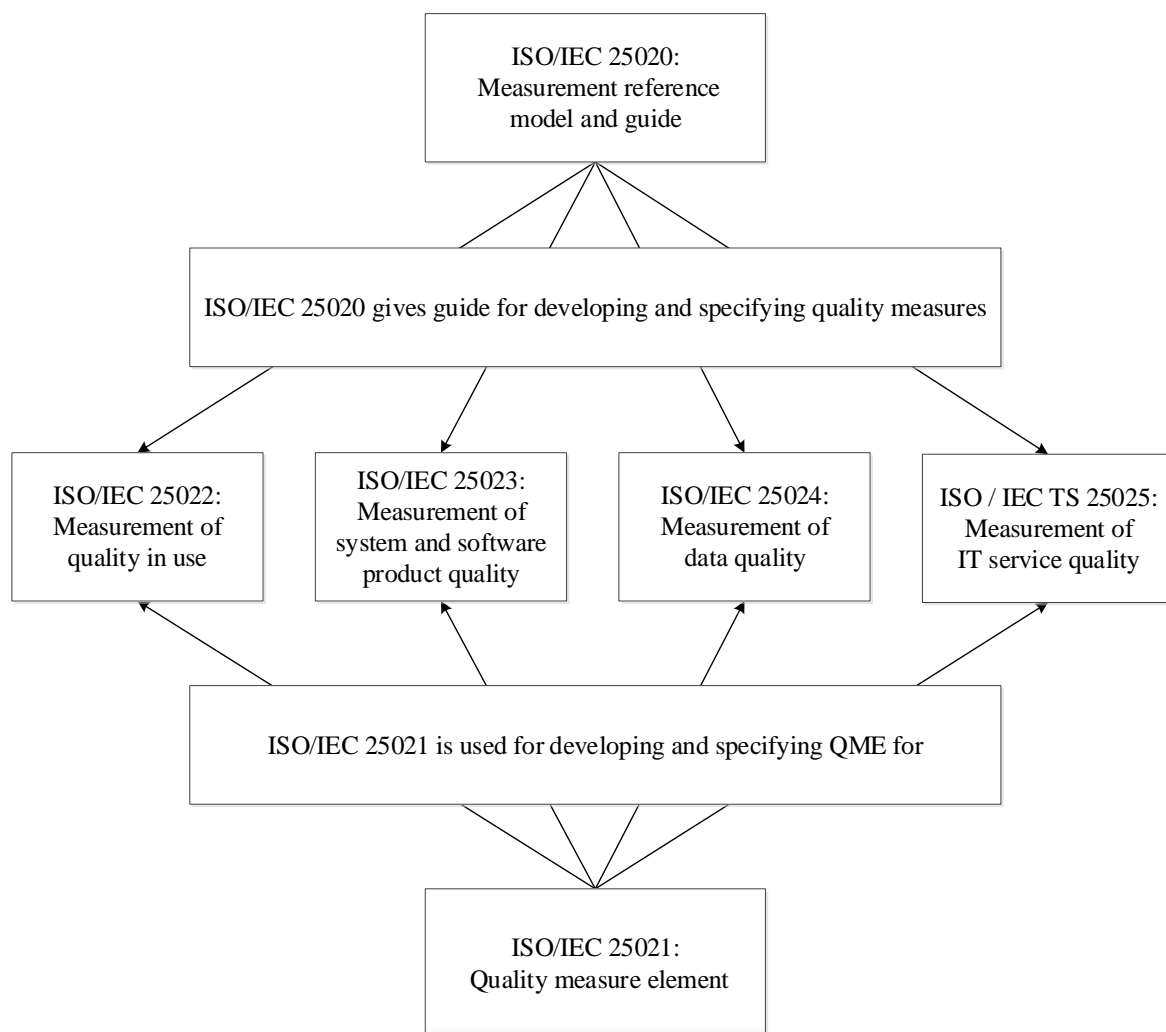 ISO/IEC 25020:
Measurement reference
model and guide
ISO/IEC 25020 gives guide for developing and specifying quality measures
ISO/IEC 25022:
Measurement of
quality in use
ISO/IEC 25023:
Measurement of
system and software
product quality
ISO/IEC 25024:
Measurement of
data quality
ISO / IEC TS 25025:
Measurement of
IT service quality
ISO/IEC 25021 is used for developing and specifying QME for
ISO/IEC 25021:
Quality measure element